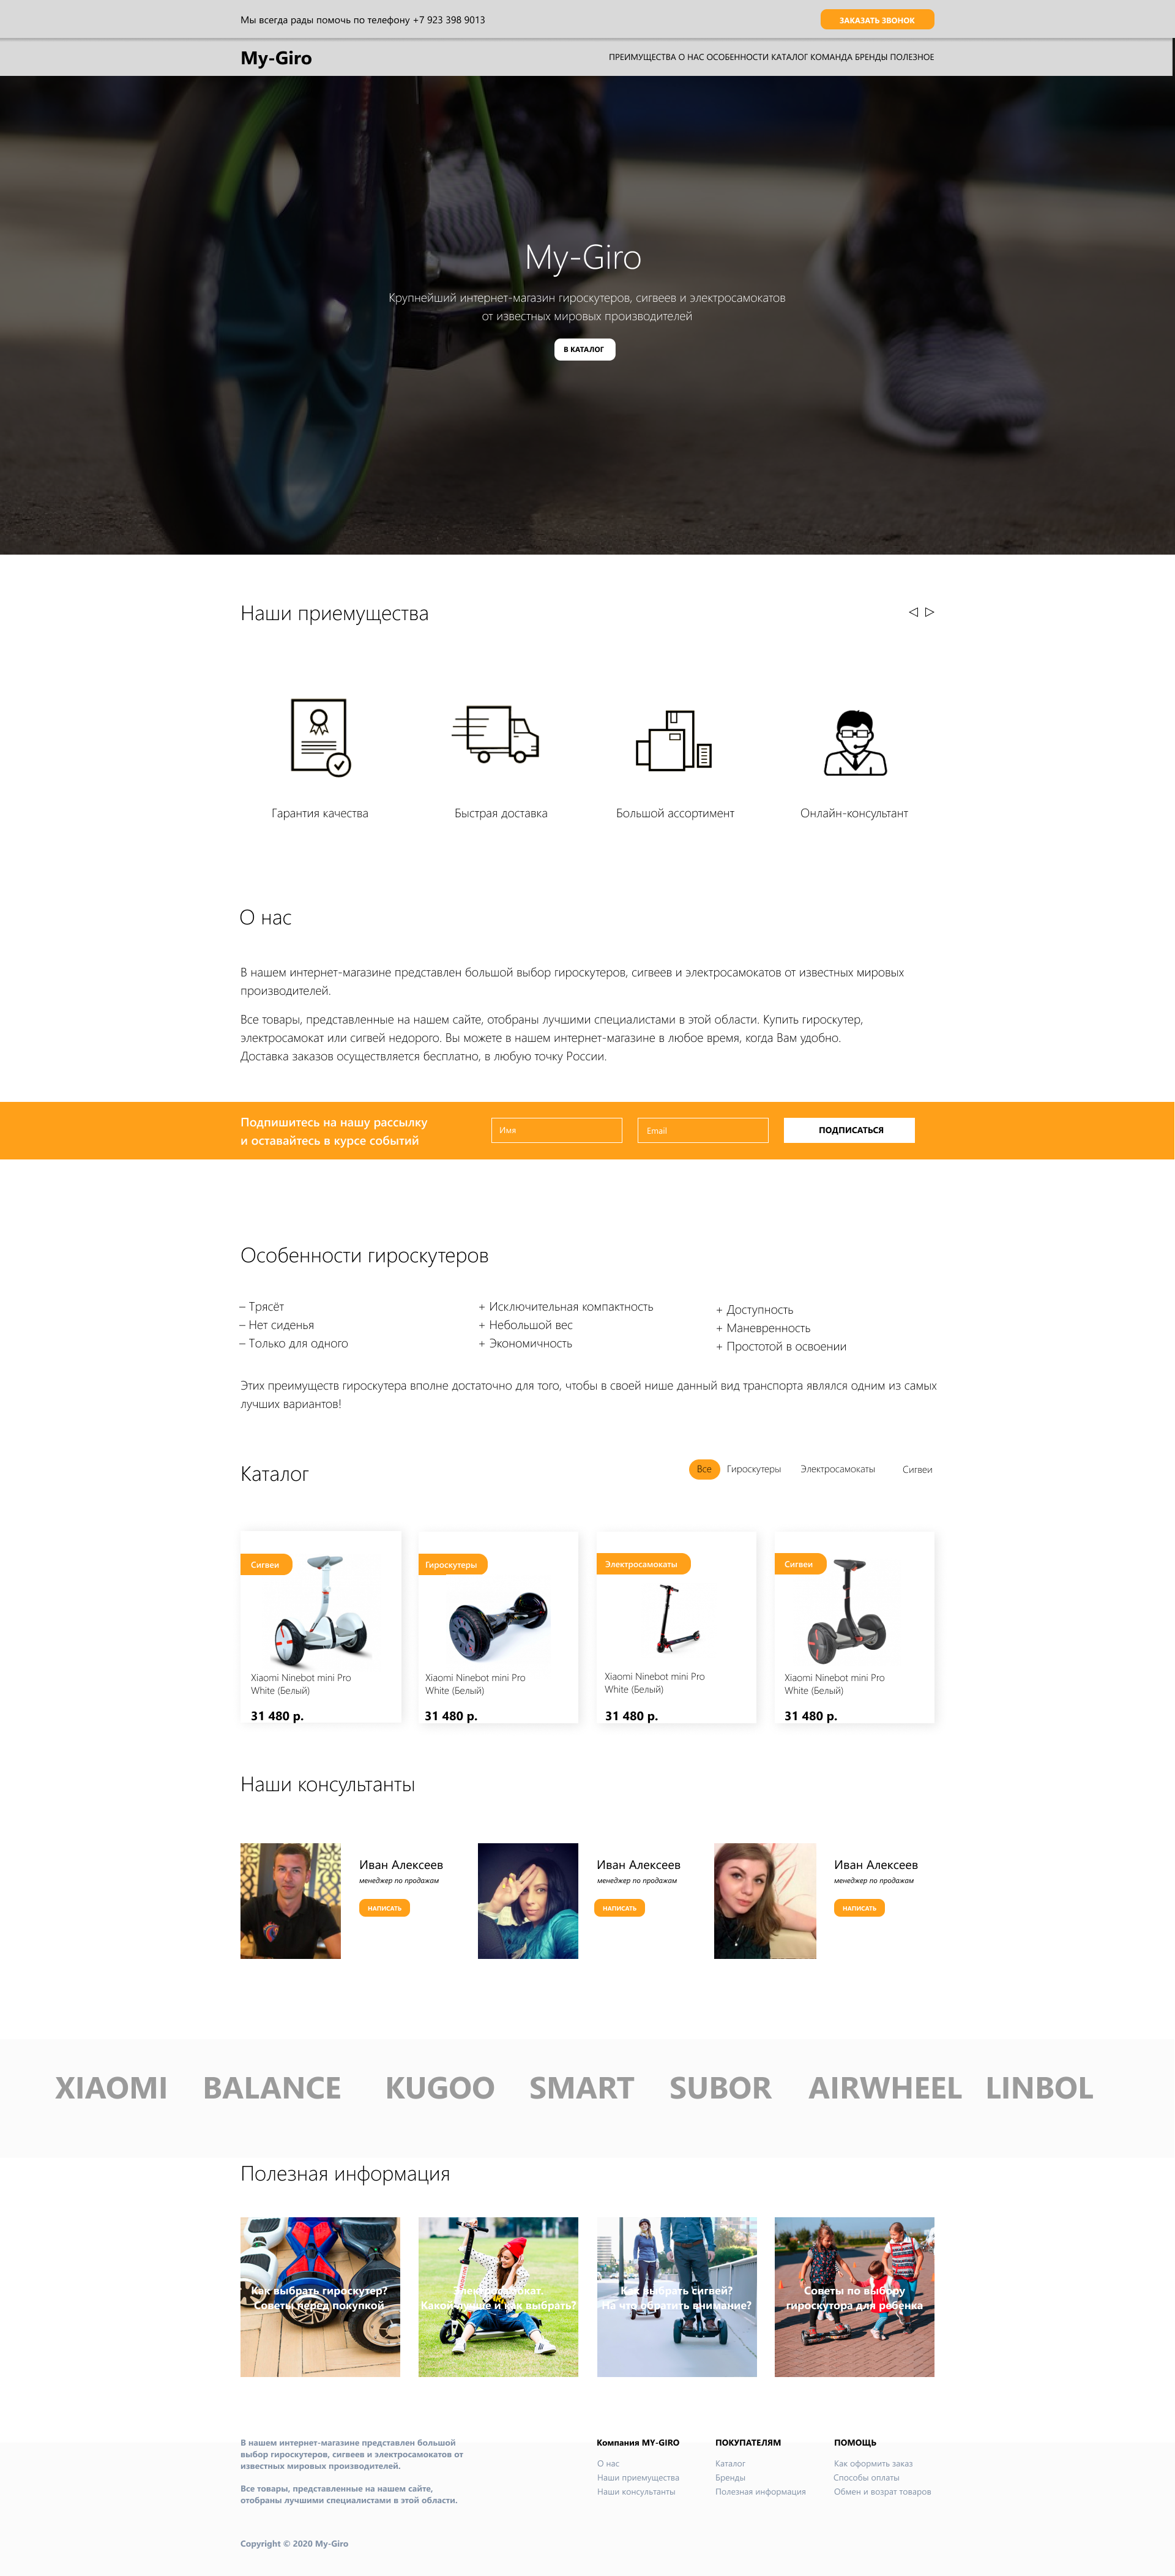 Мы всегда рады помочь по телефону +7 923 398 9013
ЗАКАЗАТЬ ЗВОНОК
My-Giro
ПРЕИМУЩЕСТВА О НАС ОСОБЕННОСТИ КАТАЛОГ КОМАНДА БРЕНДЫ ПОЛЕЗНОЕ
My-Giro
Крупнейший интернет-магазин гироскутеров, сигвеев и электросамокатов
от известных мировых производителей
В КАТАЛОГ
Наши приемущества
Гарантия качества
Быстрая доставка
Большой ассортимент
Онлайн-консультант
О нас
В нашем интернет-магазине представлен большой выбор гироскутеров, сигвеев и электросамокатов от известных мировых
производителей.
Все товары, представленные на нашем сайте, отобраны лучшими специалистами в этой области. Купить гироскутер,
электросамокат или сигвей недорого. Вы можете в нашем интернет-магазине в любое время, когда Вам удобно.
Доставка заказов осуществляется бесплатно, в любую точку России.
Подпишитесь на нашу рассылку
и оставайтесь в курсе событий
Имя
Email
ПОДПИСАТЬСЯ
Особенности гироскутеров
– Трясёт
– Нет сиденья
– Только для одного
+ Исключительная компактность
+ Небольшой вес
+ Экономичность
+ Доступность
+ Маневренность
+ Простотой в освоении
Этих преимуществ гироскутера вполне достаточно для того, чтобы в своей нише данный вид транспорта являлся одним из самых
лучших вариантов!
Каталог
Все
Гироскутеры
Электросамокаты
Сигвеи
Сигвеи
Xiaomi Ninebot mini Pro
White (Белый)
31 480 р.
Гироскутеры
Xiaomi Ninebot mini Pro
White (Белый)
31 480 р.
Электросамокаты
Xiaomi Ninebot mini Pro
White (Белый)
31 480 р.
Сигвеи
Xiaomi Ninebot mini Pro
White (Белый)
31 480 р.
Наши консультанты
Иван Алексеев
менеджер по продажам
НАПИСАТЬ
Иван Алексеев
менеджер по продажам
НАПИСАТЬ
Иван Алексеев
менеджер по продажам
НАПИСАТЬ
XIAOMI BALANCE KUGOO SMART SUBOR AIRWHEEL LINBOL
Полезная информация
Как выбрать гироскутер?
Советы перед покупкой
Электросамокат.
Какой лучше и как выбрать?
Как выбрать сигвей?
На что обратить внимание?
Советы по выбору
гироскутора для ребенка
В нашем интернет-магазине представлен большой
выбор гироскутеров, сигвеев и электросамокатов от
известных мировых производителей.
Все товары, представленные на нашем сайте,
отобраны лучшими специалистами в этой области.
Copyright © 2020 My-Giro
Компания MY-GIRO
О нас
Наши приемущества
Наши консультанты
ПОКУПАТЕЛЯМ
Каталог
Бренды
Полезная информация
ПОМОЩЬ
Как оформить заказ
Способы оплаты
Обмен и возрат товаров